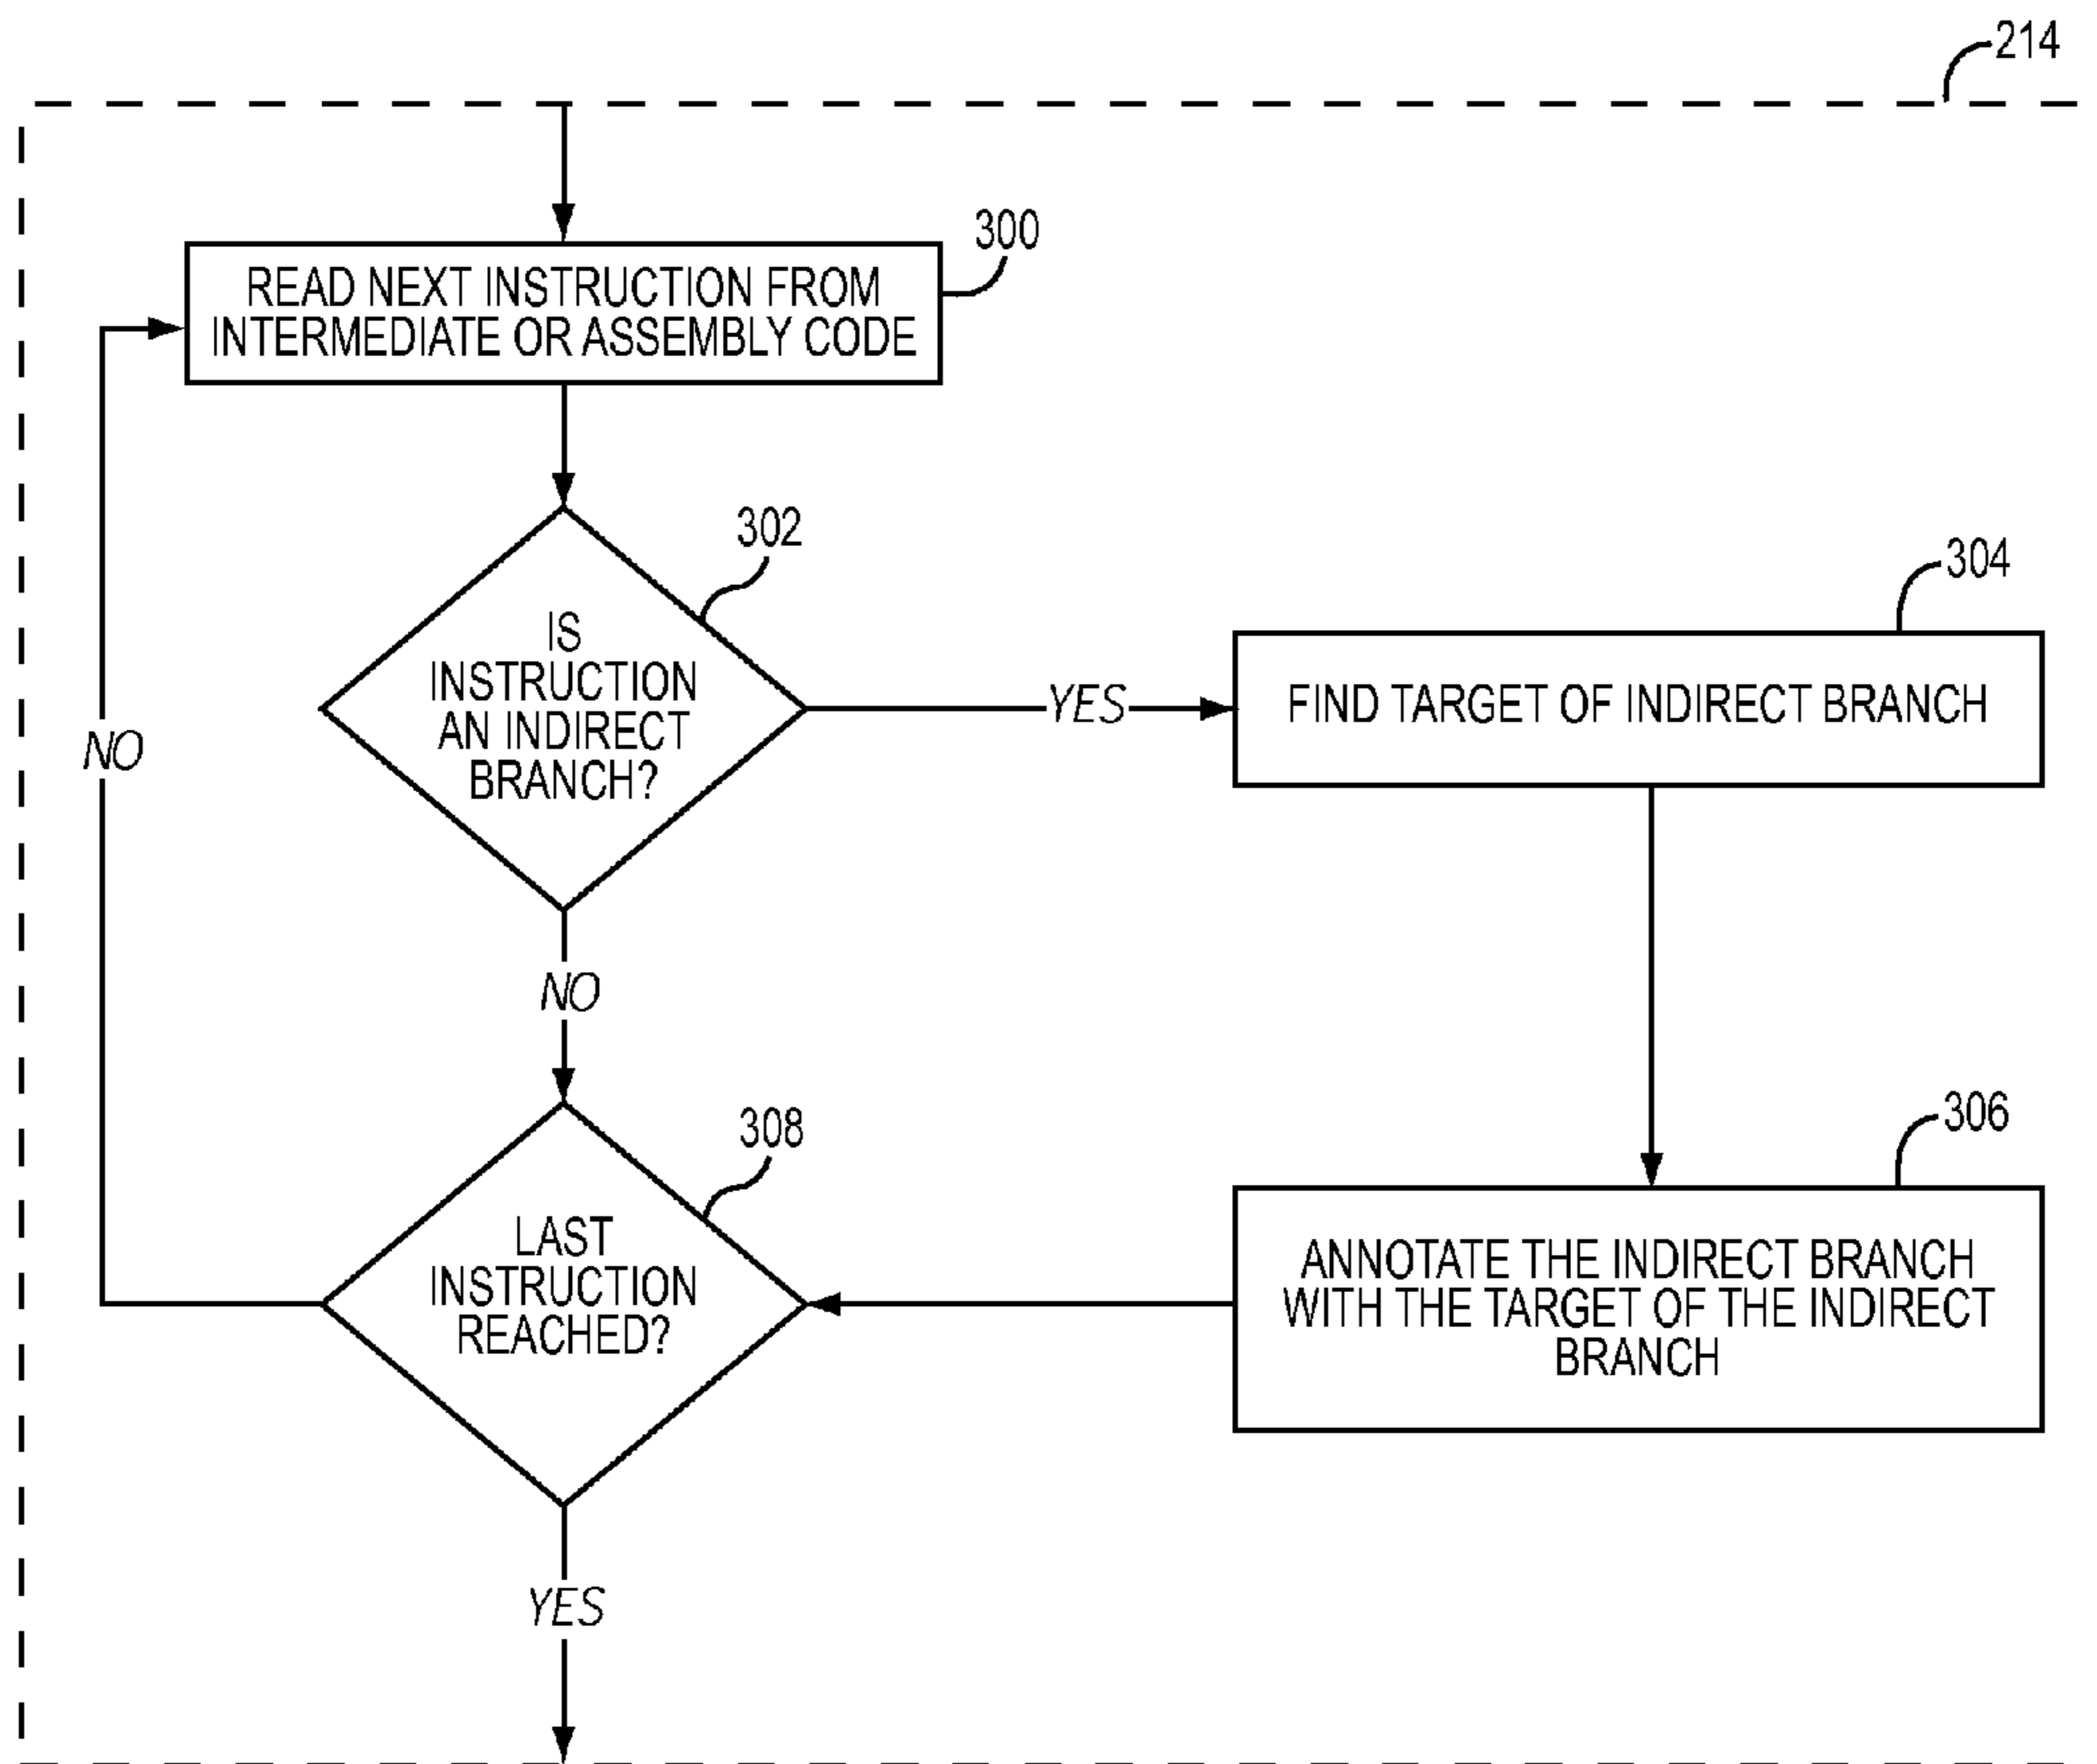 214
300
READ NEXT INSTRUCTION FROM
INTERMEDIATE OR ASSEMBLY CODE
302
IS
INSTRUCTION
AN INDIRECT
BRANCH?
YES
304
FIND TARGET OF INDIRECT BRANCH
NO
NO
308
LAST
INSTRUCTION
REACHED?
306
ANNOTATE THE INDIRECT BRANCH
WITH THE TARGET OF THE INDIRECT
BRANCH
YES